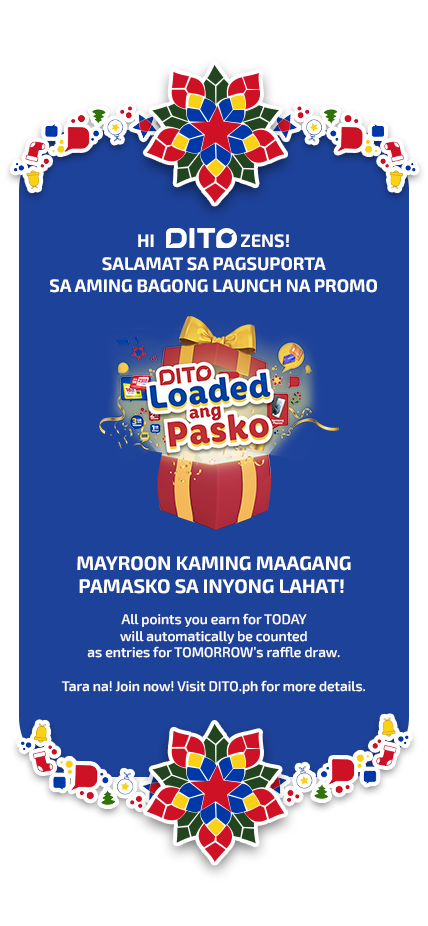 HI DITO ZENS!
SALAMAT SA PAGSUPORTA
SA AMING BAGONG LAUNCH NA PROMO
DITO
Loaded
ang
Pasko
MAYROON KAMING MAAGANG
PAMASKO SA INYONG LAHAT!
All points you earn for TODAY
will automatically be counted
as entries for TOMORROW's raffle draw.
Tara na! Join now! Visit DITO.ph for more details.